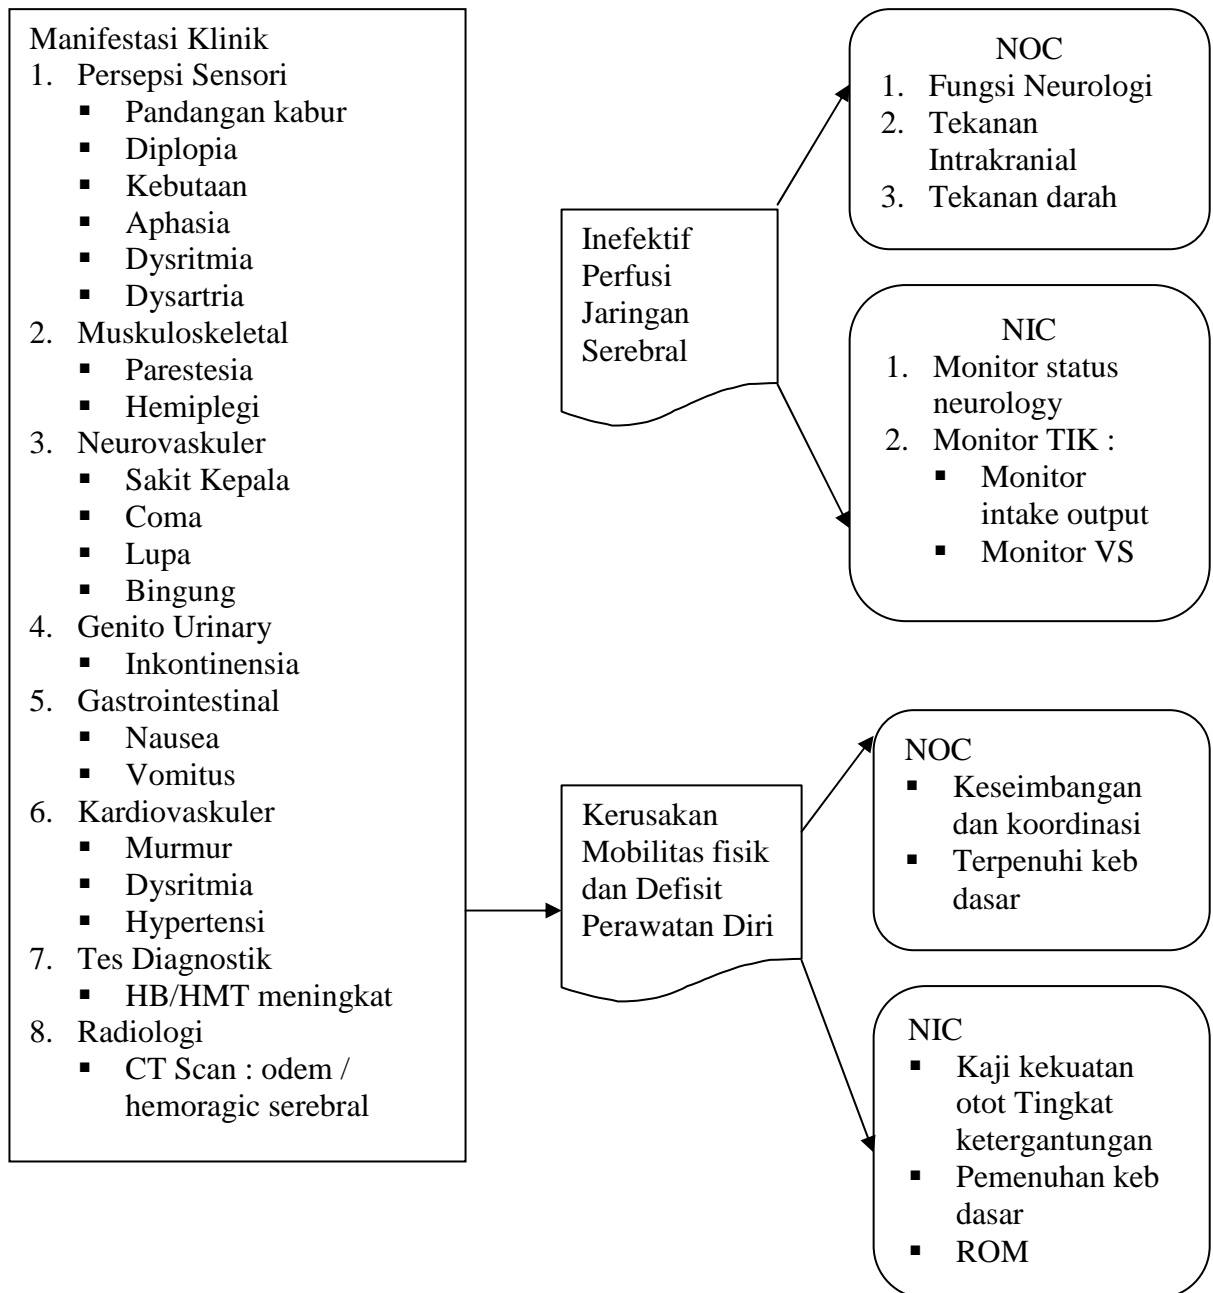 Manifestasi Klinik
1. Persepsi Sensori
▪ Pandangan kabur
▪ Diplopia
▪ Kebutaan
▪ Aphasia
▪ Dysritmia
▪ Dysartria
2. Muskuloskeletal
▪ Parestesia
▪ Hemiplegi
3. Neurovaskuler
▪ Sakit Kepala
▪ Coma
▪ Lupa
▪ Bingung
4. Genito Urinary
▪ Inkontinensia
5. Gastrointestinal
▪ Nausea
▪ Vomitus
6. Kardiovaskuler
▪ Murmur
▪ Dysritmia
▪ Hypertensi
7. Tes Diagnostik
▪ HB/HMT meningkat
8. Radiologi
▪ CT Scan : odem /
hemoragic serebral
Inefektif
Perfusi
Jaringan
Serebral
NOC
1. Fungsi Neurologi
2. Tekanan
Intrakranial
3. Tekanan darah
NIC
1. Monitor status
neurology
2. Monitor TIK :
▪ Monitor
intake output
▪ Monitor VS
Kerusakan
Mobilitas fisik
dan Defisit
Perawatan Diri
NOC
▪ Keseimbangan
dan koordinasi
▪ Terpenuhi keb
dasar
NIC
▪ Kaji kekuatan
otot Tingkat
ketergantungan
▪ Pemenuhan keb
dasar
▪ ROM